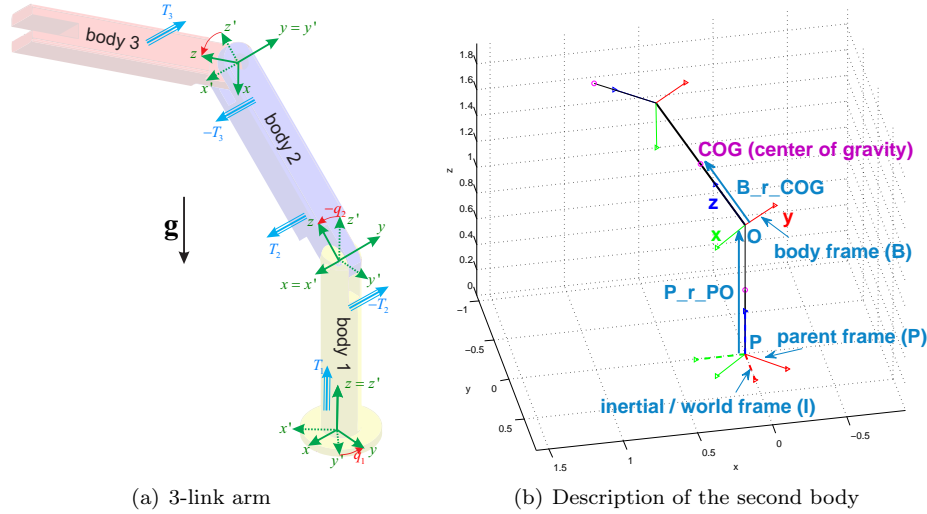 T₃
body 3
z'
z
y = y'
x'
x
−T₃
body 2
g
−q₂
z
z'
y
T₂
x = x'
y'
−T₂
body 1
T₁
z = z'
x'
x
y'
q₁
y
(a) 3-link arm
z
1.8
1.6
1.4
1.2
1
0.8
0.6
0.4
0.2
0
−1
−0.5
y
0
0.5
1.5
1
0.5
0
−0.5
x
COG (center of gravity)
B_r_COG
z
y
x
O
body frame (B)
P_r_PO
P
parent frame (P)
inertial / world frame (I)
(b) Description of the second body